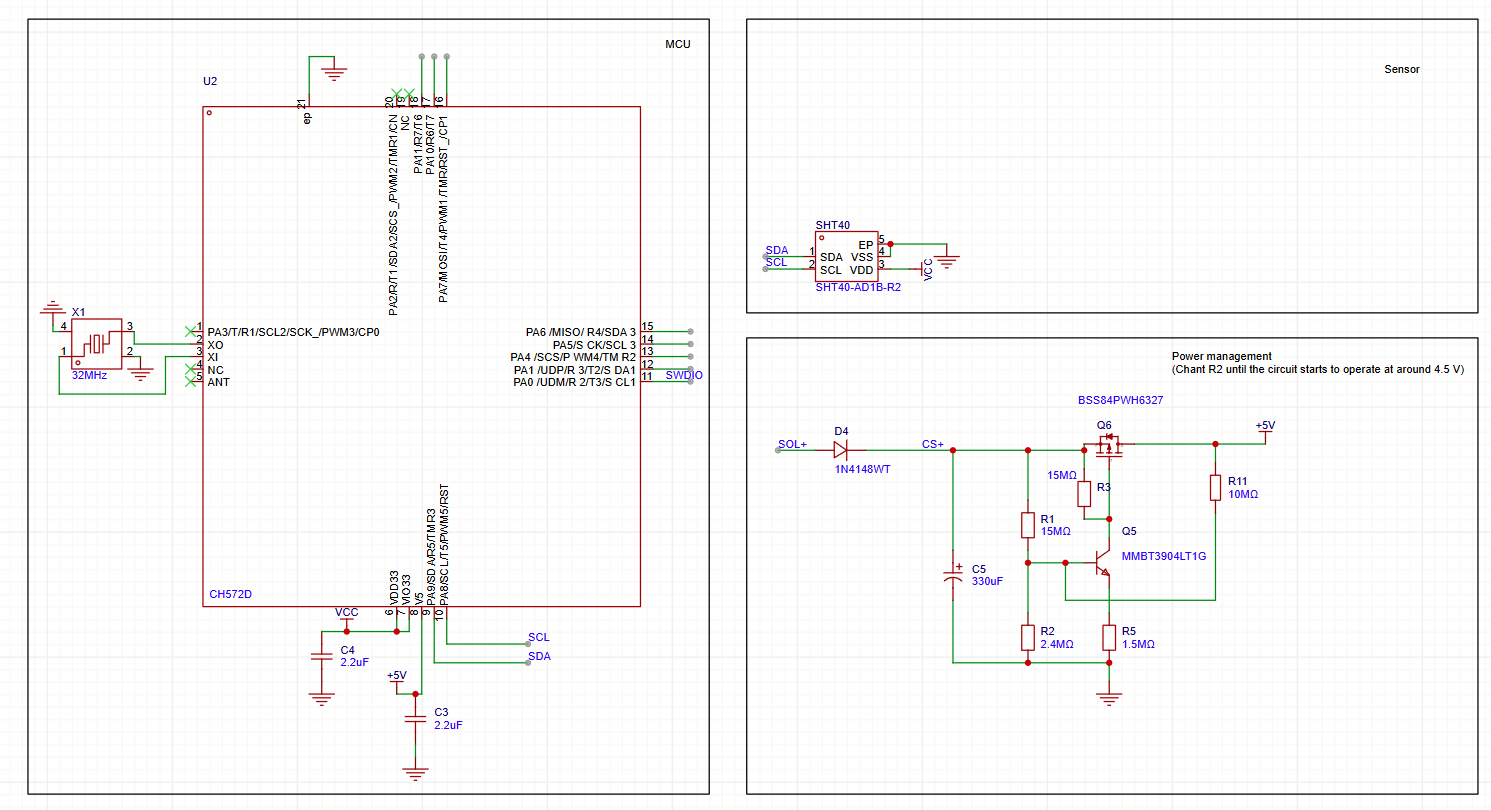 MCU
U2
ep 21
20
19
18
17
16
PA2/R/T1/SDA2/SCS_/PWM2/TMR1/CN
NC
PA11/R7/T6
PA10/R6/T7
PA7/MOSI/T4/PWM1/TMR/RST_/CP1
X1
4
3
1
2
32MHz
1 PA3/T/R1/SCL2/SCK_/PWM3/CP0
2 XO
3 XI
4 NC
5 ANT
PA6 /MISO/ R4/SDA 3 15
PA5/S CK/SCL 3 14
PA4 /SCS/P WM4/TM R2 13
PA1 /UDP/R 3/T2/S DA1 12
PA0 /UDM/R 2/T3/S CL1 11
SWDIO
VDD33
VIO33
V5
PA9/SD A/R5/TMR3
PA8/SCL/T5/PWM5/RST
CH572D
6
7
8
9
10
VCC
C4
2.2uF
SCL
SDA
+5V
C3
2.2uF
Sensor
SHT40
SDA
SCL
1 SDA
2 SCL
EP 5
VSS 4
VDD 3
VCC
SHT40-AD1B-R2
Power management
(Chant R2 until the circuit starts to operate at around 4.5 V)
BSS84PWH6327
Q6
+5V
SOL+
D4
1N4148WT
CS+
15MΩ
R3
R11
10MΩ
R1
15MΩ
Q5
MMBT3904LT1G
+
C5
330uF
R2
2.4MΩ
R5
1.5MΩ